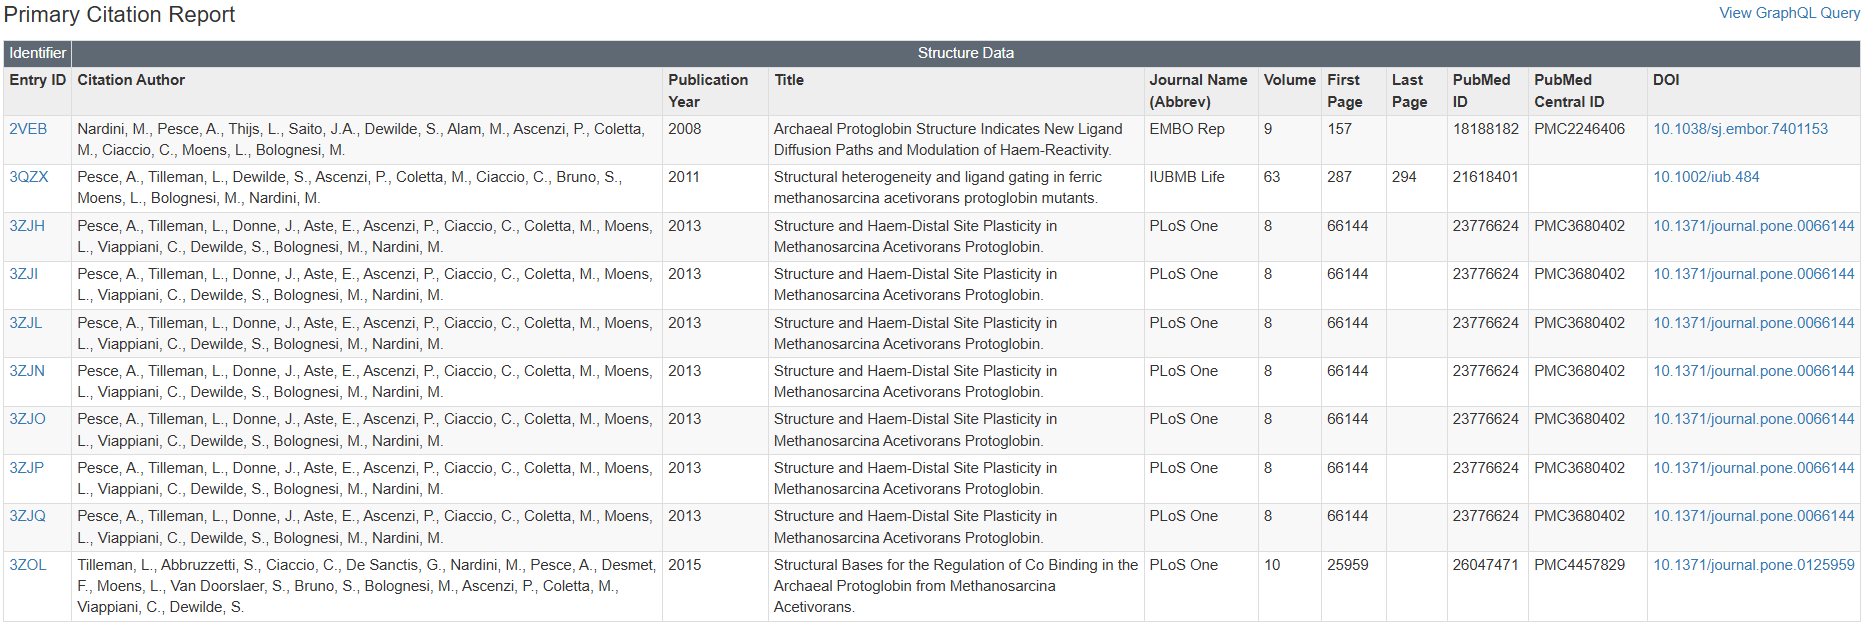 Primary Citation Report
View GraphQL Query
Identifier Structure Data
Entry ID Citation Author Publication Year Title Journal Name (Abbrev) Volume First Page Last Page PubMed ID PubMed Central ID DOI
2VEB Nardini, M., Pesce, A., Thijs, L., Saito, J.A., Dewilde, S., Alam, M., Ascenzi, P., Coletta, M., Ciaccio, C., Moens, L., Bolognesi, M. 2008 Archaeal Protoglobin Structure Indicates New Ligand Diffusion Paths and Modulation of Haem-Reactivity. EMBO Rep 9 157 18188182 PMC2246406 10.1038/sj.embor.7401153
3QZX Pesce, A., Tilleman, L., Dewilde, S., Ascenzi, P., Coletta, M., Ciaccio, C., Bruno, S., Moens, L., Bolognesi, M., Nardini, M. 2011 Structural heterogeneity and ligand gating in ferric methanosarcina acetivorans protoglobin mutants. IUBMB Life 63 287 294 21618401 10.1002/iub.484
3ZJH Pesce, A., Tilleman, L., Donne, J., Aste, E., Ascenzi, P., Ciaccio, C., Coletta, M., Moens, L., Viappiani, C., Dewilde, S., Bolognesi, M., Nardini, M. 2013 Structure and Haem-Distal Site Plasticity in Methanosarcina Acetivorans Protoglobin. PLoS One 8 66144 23776624 PMC3680402 10.1371/journal.pone.0066144
3ZJI Pesce, A., Tilleman, L., Donne, J., Aste, E., Ascenzi, P., Ciaccio, C., Coletta, M., Moens, L., Viappiani, C., Dewilde, S., Bolognesi, M., Nardini, M. 2013 Structure and Haem-Distal Site Plasticity in Methanosarcina Acetivorans Protoglobin. PLoS One 8 66144 23776624 PMC3680402 10.1371/journal.pone.0066144
3ZJL Pesce, A., Tilleman, L., Donne, J., Aste, E., Ascenzi, P., Ciaccio, C., Coletta, M., Moens, L., Viappiani, C., Dewilde, S., Bolognesi, M., Nardini, M. 2013 Structure and Haem-Distal Site Plasticity in Methanosarcina Acetivorans Protoglobin. PLoS One 8 66144 23776624 PMC3680402 10.1371/journal.pone.0066144
3ZJN Pesce, A., Tilleman, L., Donne, J., Aste, E., Ascenzi, P., Ciaccio, C., Coletta, M., Moens, L., Viappiani, C., Dewilde, S., Bolognesi, M., Nardini, M. 2013 Structure and Haem-Distal Site Plasticity in Methanosarcina Acetivorans Protoglobin. PLoS One 8 66144 23776624 PMC3680402 10.1371/journal.pone.0066144
3ZJO Pesce, A., Tilleman, L., Donne, J., Aste, E., Ascenzi, P., Ciaccio, C., Coletta, M., Moens, L., Viappiani, C., Dewilde, S., Bolognesi, M., Nardini, M. 2013 Structure and Haem-Distal Site Plasticity in Methanosarcina Acetivorans Protoglobin. PLoS One 8 66144 23776624 PMC3680402 10.1371/journal.pone.0066144
3ZJP Pesce, A., Tilleman, L., Donne, J., Aste, E., Ascenzi, P., Ciaccio, C., Coletta, M., Moens, L., Viappiani, C., Dewilde, S., Bolognesi, M., Nardini, M. 2013 Structure and Haem-Distal Site Plasticity in Methanosarcina Acetivorans Protoglobin. PLoS One 8 66144 23776624 PMC3680402 10.1371/journal.pone.0066144
3ZJQ Pesce, A., Tilleman, L., Donne, J., Aste, E., Ascenzi, P., Ciaccio, C., Coletta, M., Moens, L., Viappiani, C., Dewilde, S., Bolognesi, M., Nardini, M. 2013 Structure and Haem-Distal Site Plasticity in Methanosarcina Acetivorans Protoglobin. PLoS One 8 66144 23776624 PMC3680402 10.1371/journal.pone.0066144
3ZOL Tilleman, L., Abbruzzetti, S., Ciaccio, C., De Sanctis, G., Nardini, M., Pesce, A., Desmet, F., Moens, L., Van Doorslaer, S., Bruno, S., Bolognesi, M., Ascenzi, P., Coletta, M., Viappiani, C., Dewilde, S. 2015 Structural Bases for the Regulation of Co Binding in the Archaeal Protoglobin from Methanosarcina Acetivorans. PLoS One 10 25959 26047471 PMC4457829 10.1371/journal.pone.0125959